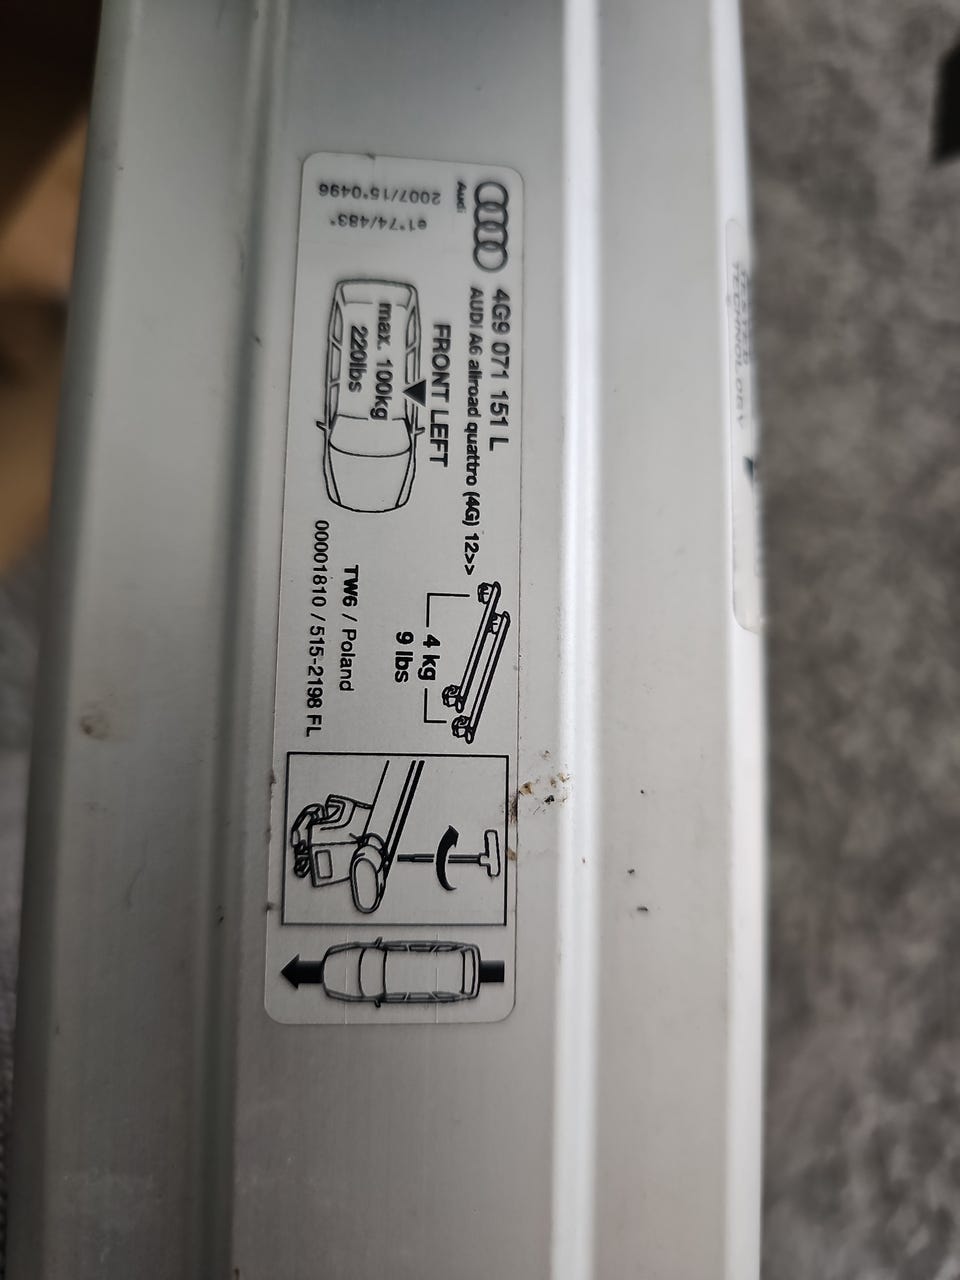 Audi
4G9 071 151 L
AUDI A6 allroad quattro (4G) 12>>
e1*74/483*
2007/15*0496
FRONT LEFT
max. 100kg
220lbs
4 kg
9 lbs
TW6 / Poland
00001810 / 515-2198 FL
TECHNOLOGY